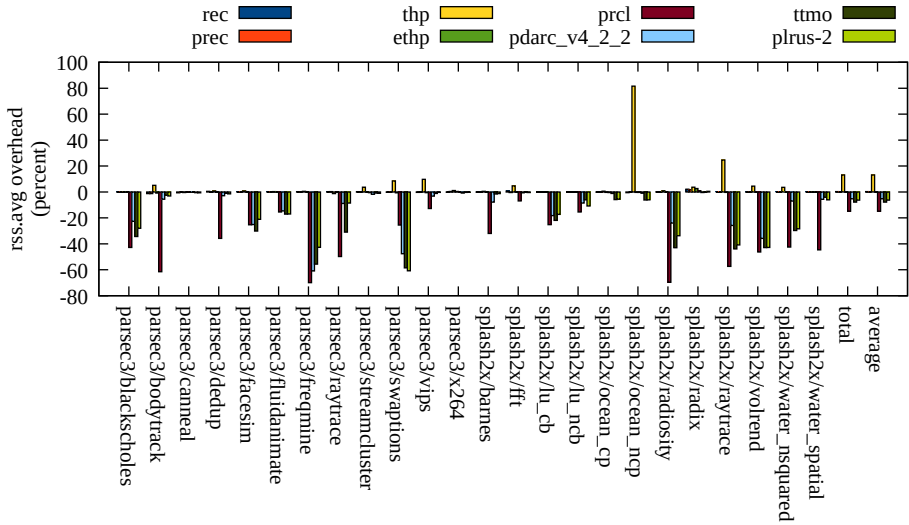 rec thp prcl ttmo
prec ethp pdarc_v4_2_2 plrus-2
rss.avg overhead
(percent)
100
80
60
40
20
0
-20
-40
-60
-80
parsec3/blackscholes
parsec3/bodytrack
parsec3/canneal
parsec3/dedup
parsec3/facesim
parsec3/fluidanimate
parsec3/freqmine
parsec3/raytrace
parsec3/streamcluster
parsec3/swaptions
parsec3/vips
parsec3/x264
splash2x/barnes
splash2x/fft
splash2x/lu_cb
splash2x/lu_ncb
splash2x/ocean_cp
splash2x/ocean_ncp
splash2x/radiosity
splash2x/radix
splash2x/raytrace
splash2x/volrend
splash2x/water_nsquared
splash2x/water_spatial
total
average